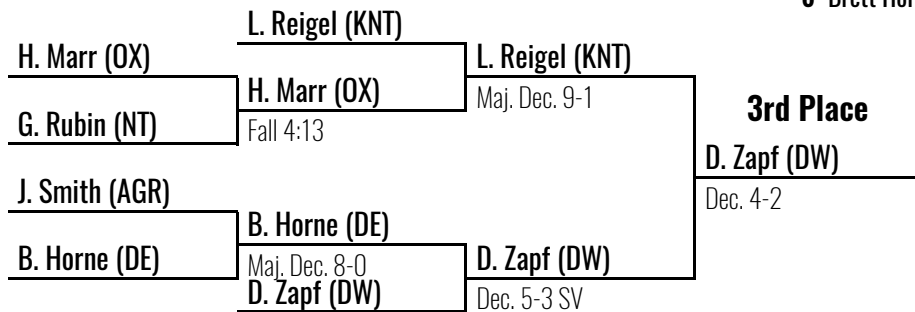 L. Reigel (KNT)
H. Marr (OX)
L. Reigel (KNT)
H. Marr (OX)
Maj. Dec. 9-1
3rd Place
G. Rubin (NT)
Fall 4:13
D. Zapf (DW)
J. Smith (AGR)
Dec. 4-2
B. Horne (DE)
B. Horne (DE)
Maj. Dec. 8-0
D. Zapf (DW)
D. Zapf (DW)
Dec. 5-3 SV